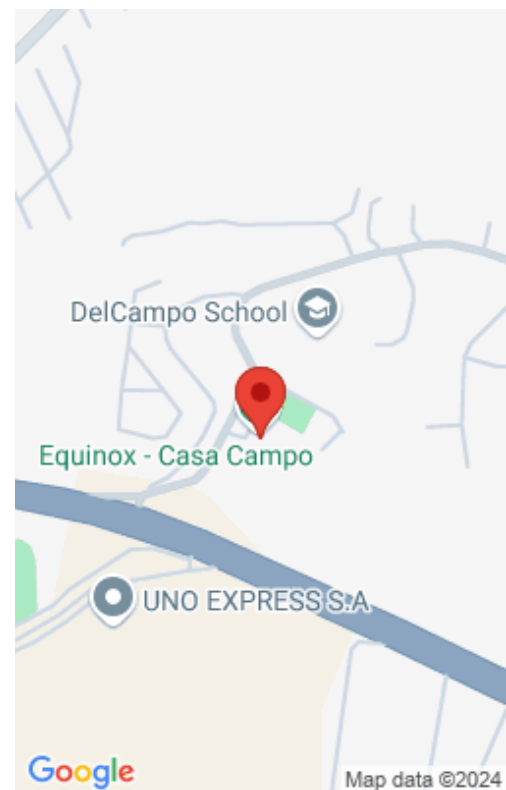 DelCampo School
Equinox - Casa Campo
UNO EXPRESS S.A
Google
Map data ©2024